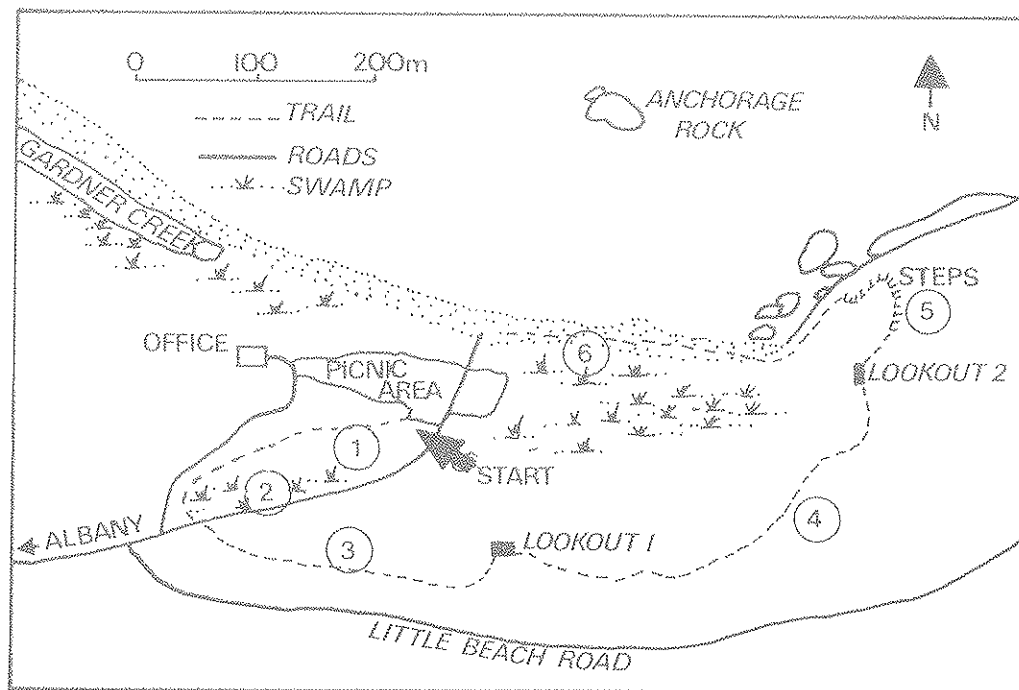 0 100 200m
TRAIL
ROADS
SWAMP
ANCHORAGE
ROCK
N
GARDNER CREEK
STEPS
5
OFFICE
PICNIC
AREA
6
LOOKOUT 2
1
START
2
ALBANY
3
LOOKOUT 1
4
LITTLE BEACH ROAD